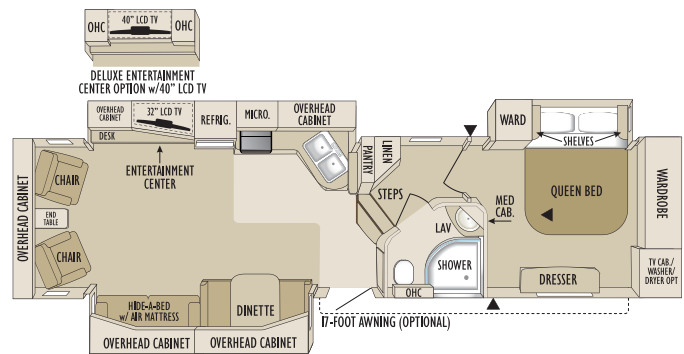 OHC
40" LCD TV
OHC
DELUXE ENTERTAINMENT
CENTER OPTION w/40" LCD TV
OVERHEAD
CABINET
32" LCD TV
REFRIG.
MICRO.
OVERHEAD
CABINET
DESK
ENTERTAINMENT
CENTER
OVERHEAD CABINET
CHAIR
END
TABLE
CHAIR
HIDE-A-BED
w/ AIR MATTRESS
DINETTE
OVERHEAD CABINET
OVERHEAD CABINET
PANTRY
LINEN
STEPS
LAV
MED
CAB.
SHOWER
OHC
17-FOOT AWNING (OPTIONAL)
WARD
SHELVES
QUEEN BED
DRESSER
WARDROBE
TV CAB./
WASHER/
DRYER OPT